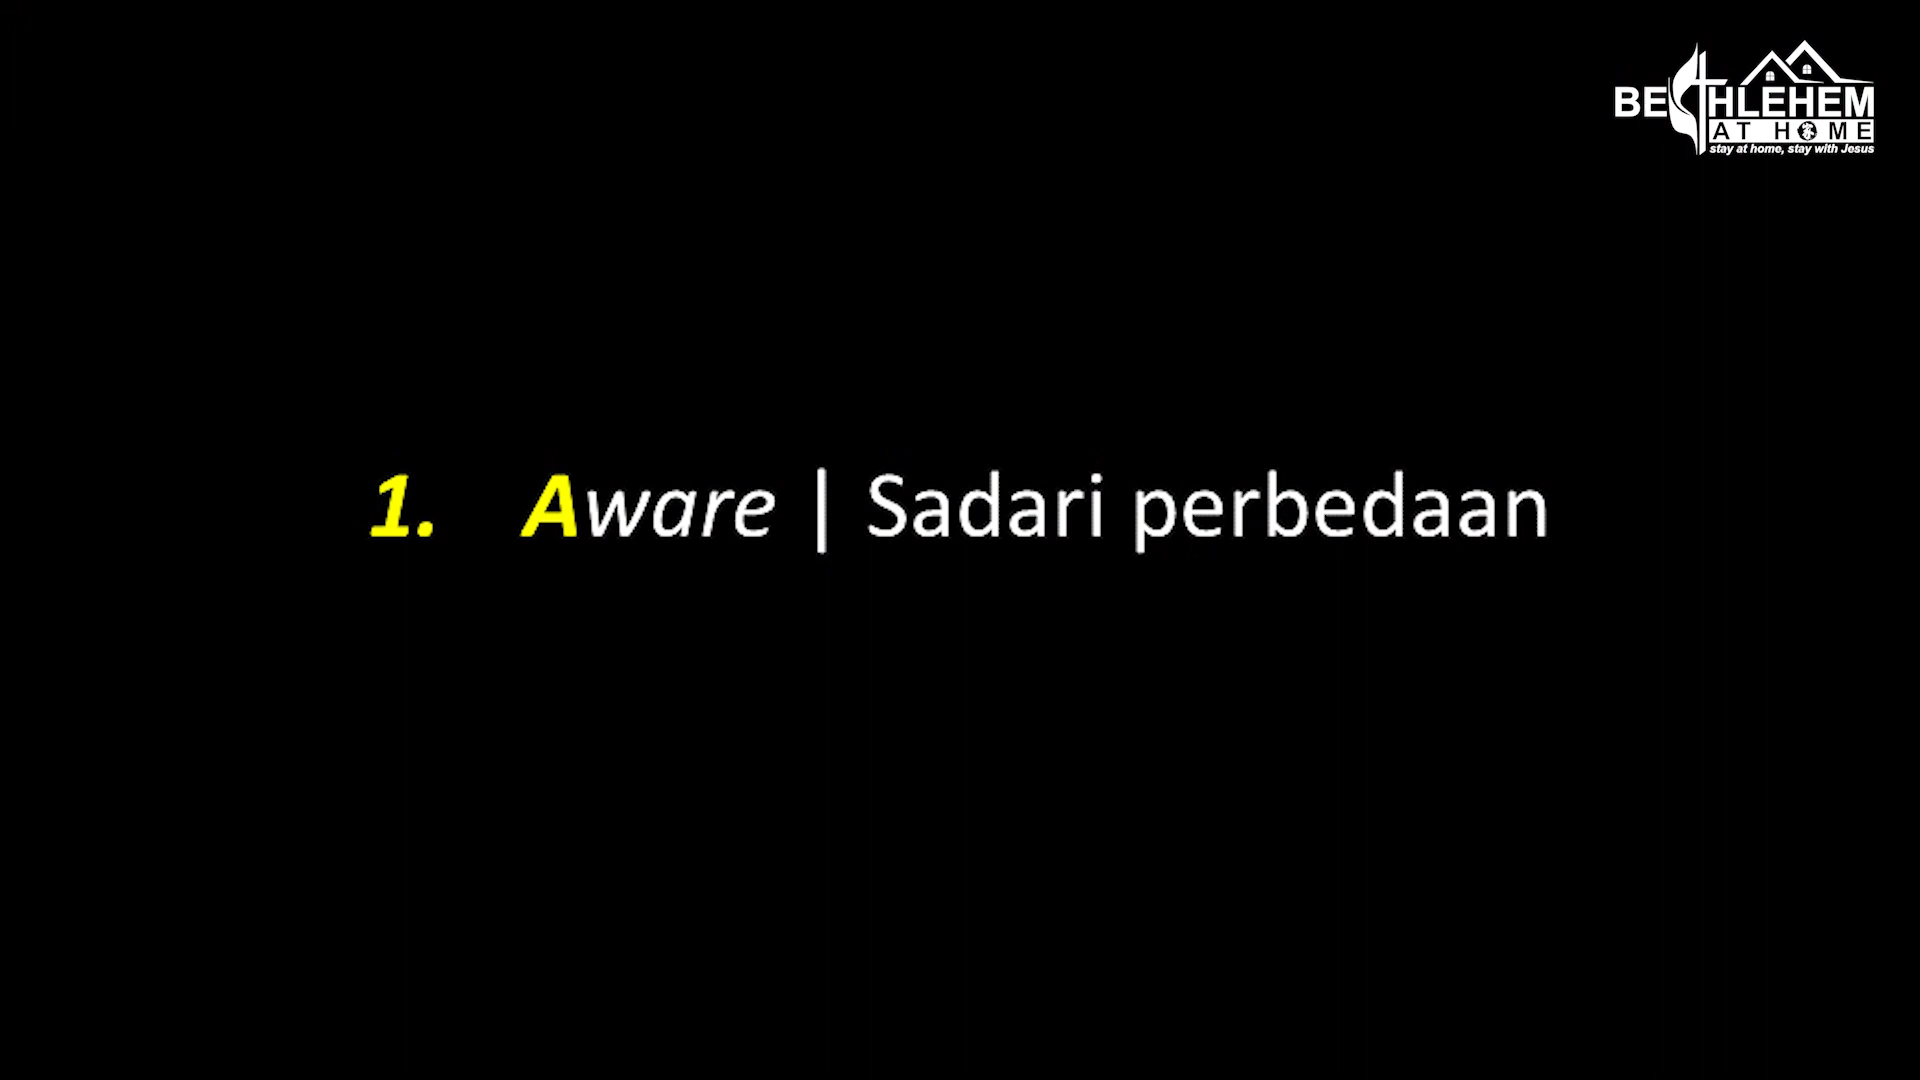 BETHLEHEM
AT HOME
stay at home, stay with Jesus
1. Aware | Sadari perbedaan